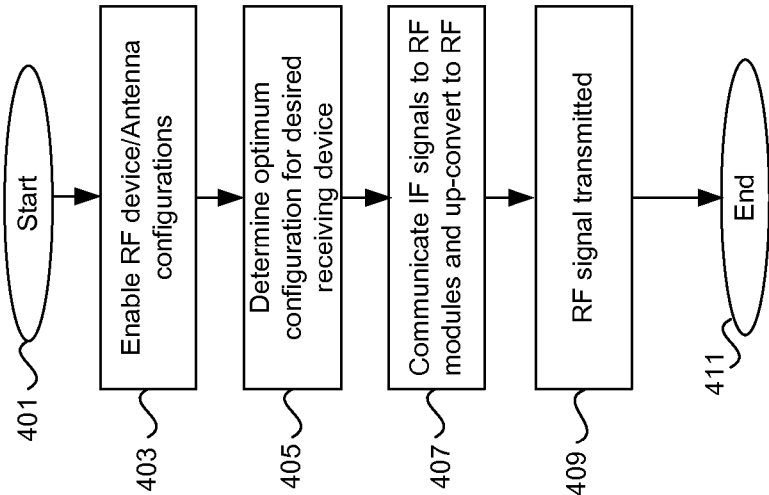 Start
401
Enable RF device/Antenna
configurations
403
Determine optimum
configuration for desired
receiving device
405
Communicate IF signals to RF
modules and up-convert to RF
407
RF signal transmitted
409
End
411